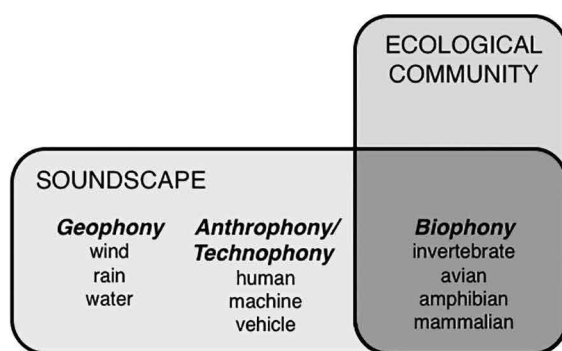 ECOLOGICAL
COMMUNITY
SOUNDSCAPE
Geophony
wind
rain
water
Anthrophony/
Technophony
human
machine
vehicle
Biophony
invertebrate
avian
amphibian
mammalian